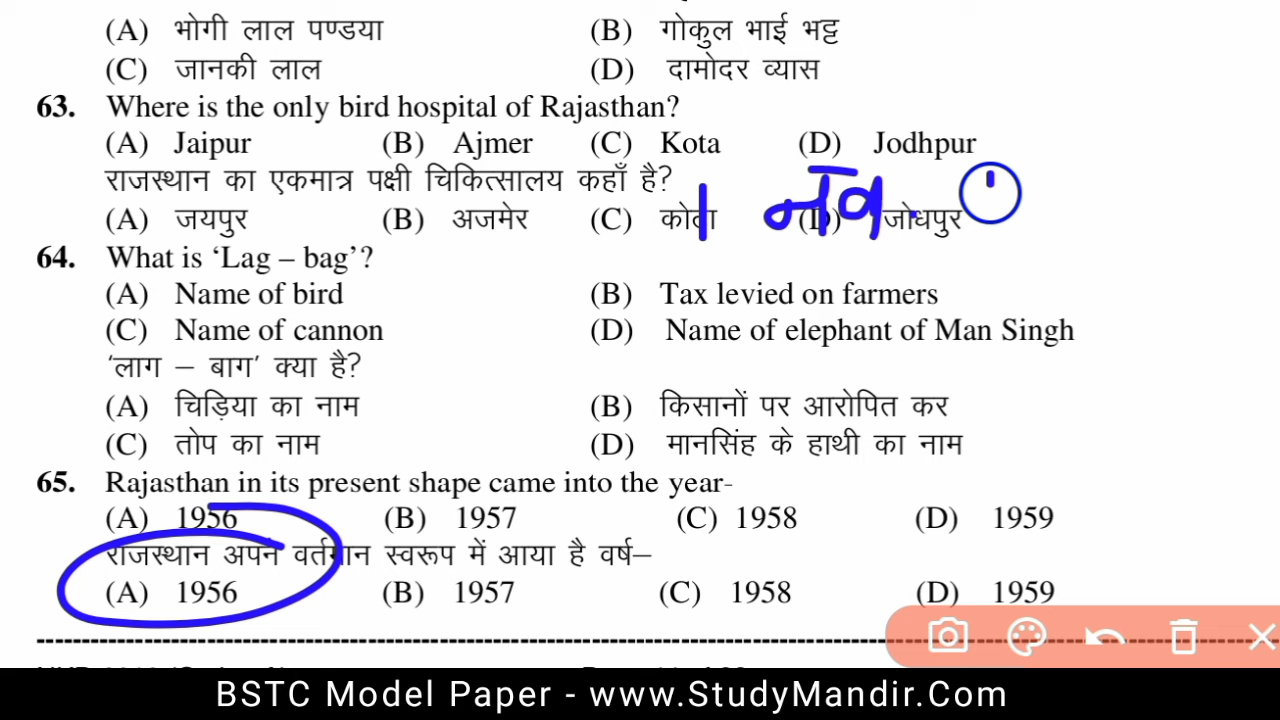 (A) भोगी लाल पण्डया (B) गोकुल भाई भट्ट
(C) जानकी लाल (D) दामोदर व्यास
63. Where is the only bird hospital of Rajasthan?
(A) Jaipur (B) Ajmer (C) Kota (D) Jodhpur
राजस्थान का एकमात्र पक्षी चिकित्सालय कहाँ है?
(A) जयपुर (B) अजमेर (C) कोटा (D) जोधपुर
1 नव.
64. What is ‘Lag – bag’?
(A) Name of bird (B) Tax levied on farmers
(C) Name of cannon (D) Name of elephant of Man Singh
‘लाग – बाग’ क्या है?
(A) चिड़िया का नाम (B) किसानों पर आरोपित कर
(C) तोप का नाम (D) मानसिंह के हाथी का नाम
65. Rajasthan in its present shape came into the year-
(A) 1956 (B) 1957 (C) 1958 (D) 1959
राजस्थान अपने वर्तमान स्वरूप में आया है वर्ष–
(A) 1956 (B) 1957 (C) 1958 (D) 1959
BSTC Model Paper - www.StudyMandir.Com